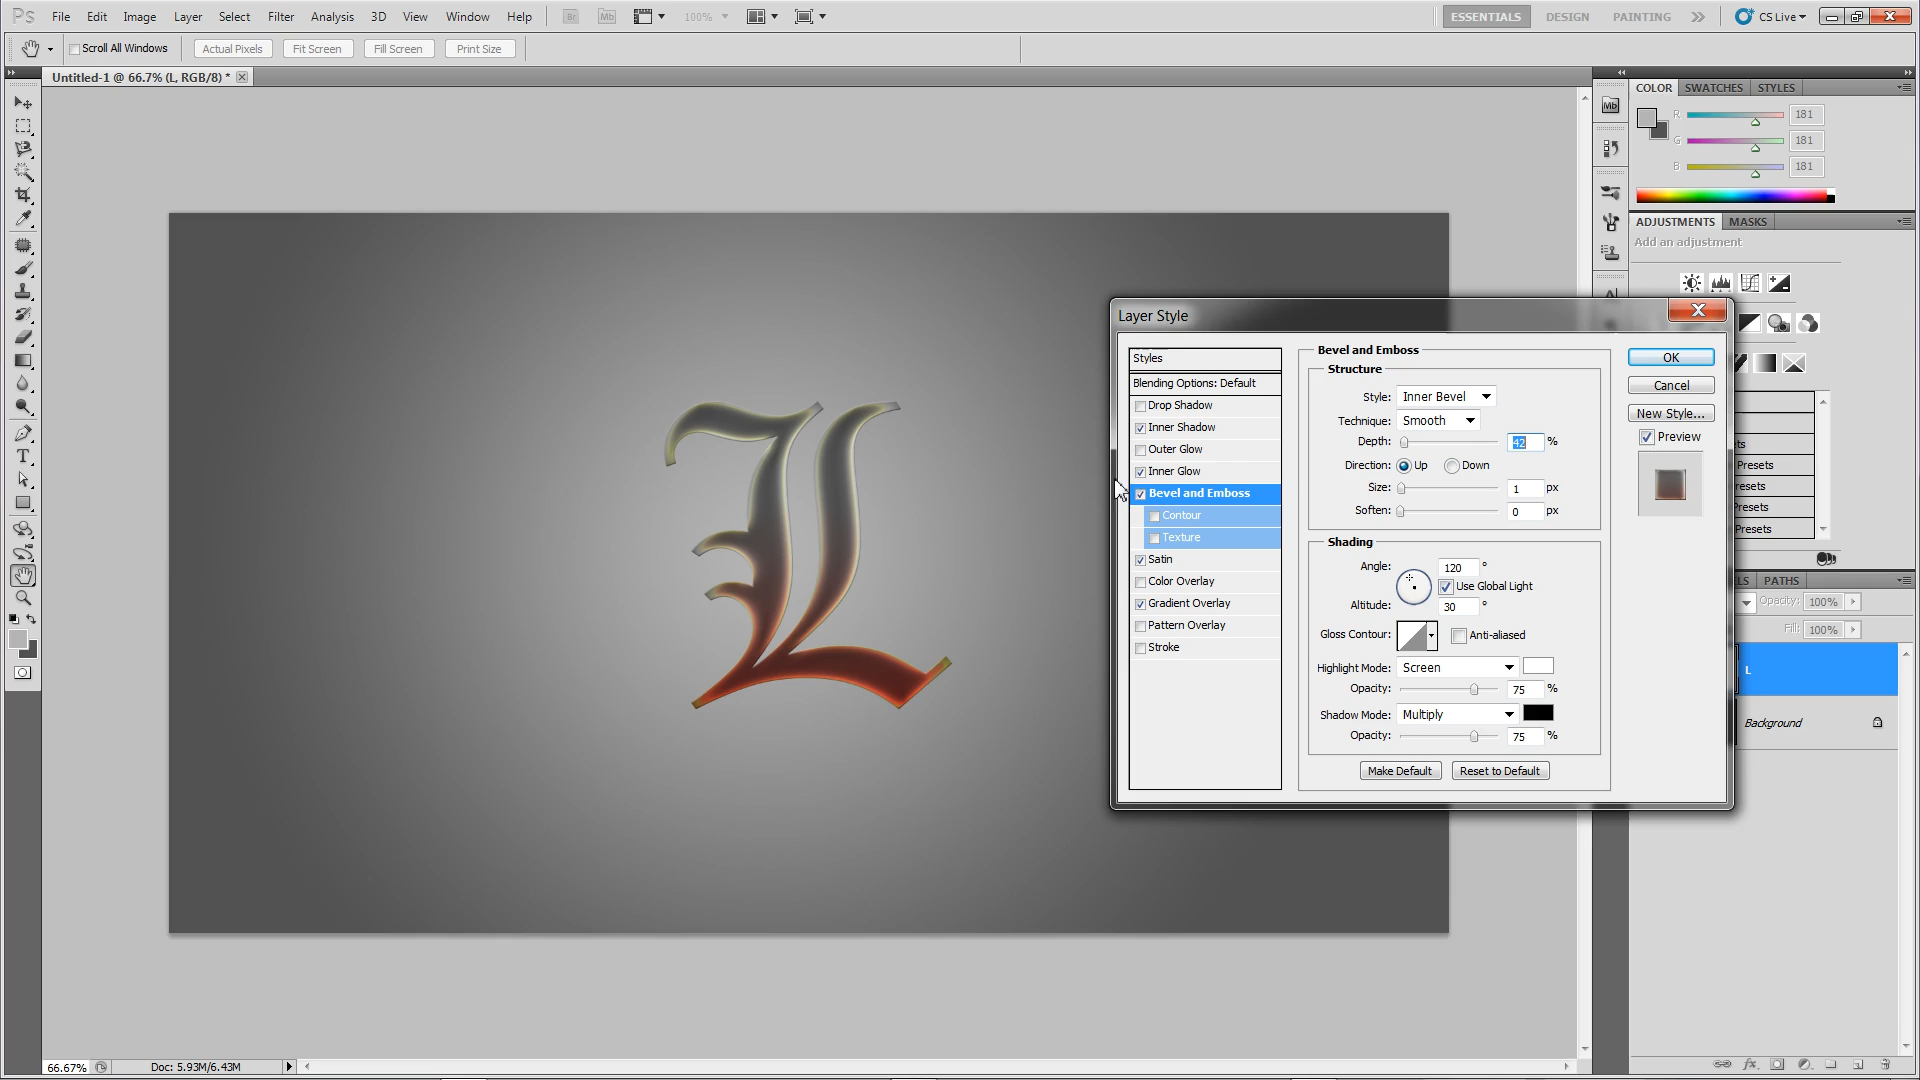 Ps File Edit Image Layer Select Filter Analysis 3D View Window Help Br Mb 100% ESSENTIALS DESIGN PAINTING CS Live
Scroll All Windows Actual Pixels Fit Screen Fill Screen Print Size
Untitled-1 @ 66.7% (L, RGB/8) *
COLOR SWATCHES STYLES
Mb
R 181
G 181
B 181
ADJUSTMENTS MASKS
Add an adjustment
L
Layer Style
Styles
Blending Options: Default
Drop Shadow
Inner Shadow
Outer Glow
Inner Glow
Bevel and Emboss
Contour
Texture
Satin
Color Overlay
Gradient Overlay
Pattern Overlay
Stroke
Bevel and Emboss
Structure
Style: Inner Bevel
Technique: Smooth
Depth: 42 %
Direction: Up Down
Size: 1 px
Soften: 0 px
Shading
Angle: 120 °
Use Global Light
Altitude: 30 °
Gloss Contour: Anti-aliased
Highlight Mode: Screen
Opacity: 75 %
Shadow Mode: Multiply
Opacity: 75 %
Make Default Reset to Default
OK
Cancel
New Style...
Preview
Presets
Presets
PATHS
Opacity: 100%
Fill: 100%
L
Background
T
66.67% Doc: 5.93M/6.43M
fx